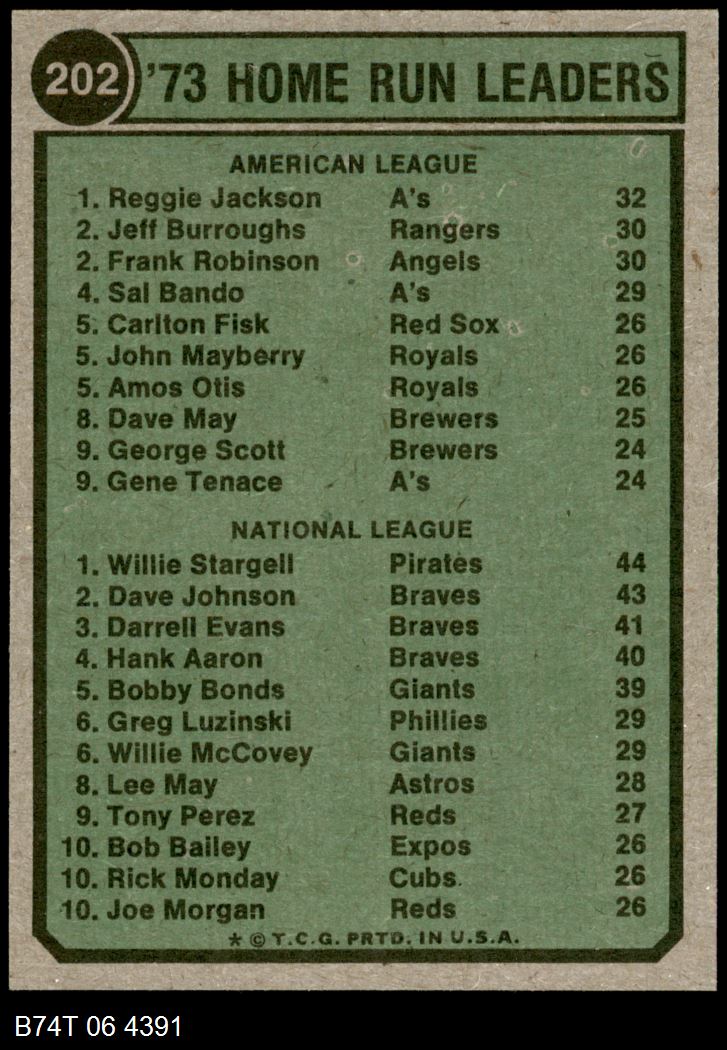 202 '73 HOME RUN LEADERS
AMERICAN LEAGUE
1. Reggie Jackson A's 32
2. Jeff Burroughs Rangers 30
2. Frank Robinson Angels 30
4. Sal Bando A's 29
5. Carlton Fisk Red Sox 26
5. John Mayberry Royals 26
5. Amos Otis Royals 26
8. Dave May Brewers 25
9. George Scott Brewers 24
9. Gene Tenace A's 24
NATIONAL LEAGUE
1. Willie Stargell Pirates 44
2. Dave Johnson Braves 43
3. Darrell Evans Braves 41
4. Hank Aaron Braves 40
5. Bobby Bonds Giants 39
6. Greg Luzinski Phillies 29
6. Willie McCovey Giants 29
8. Lee May Astros 28
9. Tony Perez Reds 27
10. Bob Bailey Expos 26
10. Rick Monday Cubs 26
10. Joe Morgan Reds 26
* © T.C.G. PRTD. IN U.S.A.
B74T 06 4391